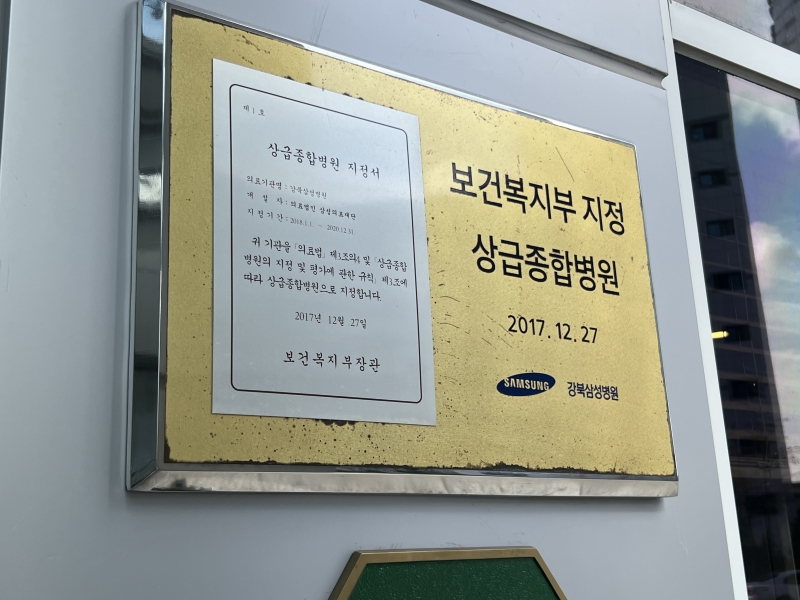 제 1 호
상급종합병원 지정서
의료기관명 : 강북삼성병원
개 설 자 : 의료법인 삼성의료재단
지 정 기 간 : 2018.1.1. ~ 2020.12.31
귀 기관을 「의료법」 제3조의4 및 「상급종합
병원의 지정 및 평가에 관한 규칙」 제3조에
따라 상급종합병원으로 지정합니다.
2017년 12월 27일
보건복지부장관
보건복지부 지정
상급종합병원
2017. 12. 27
SAMSUNG 강북삼성병원